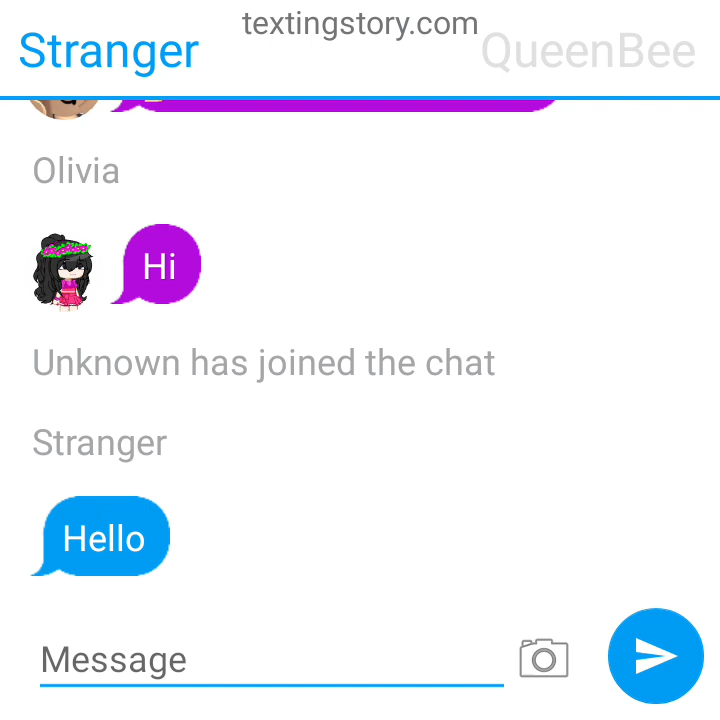 textingstory.com
Stranger QueenBee
Olivia
Hi
Unknown has joined the chat
Stranger
Hello
Message